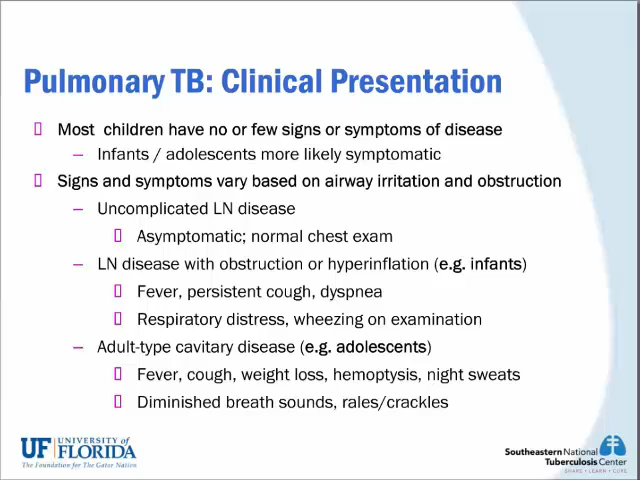 Pulmonary TB: Clinical Presentation
Most children have no or few signs or symptoms of disease
– Infants / adolescents more likely symptomatic
Signs and symptoms vary based on airway irritation and obstruction
– Uncomplicated LN disease
Asymptomatic; normal chest exam
– LN disease with obstruction or hyperinflation (e.g. infants)
Fever, persistent cough, dyspnea
Respiratory distress, wheezing on examination
– Adult-type cavitary disease (e.g. adolescents)
Fever, cough, weight loss, hemoptysis, night sweats
Diminished breath sounds, rales/crackles
UF UNIVERSITY of
FLORIDA
The Foundation for The Gator Nation
Southeastern National
Tuberculosis Center
SHARE • LEARN • CURE